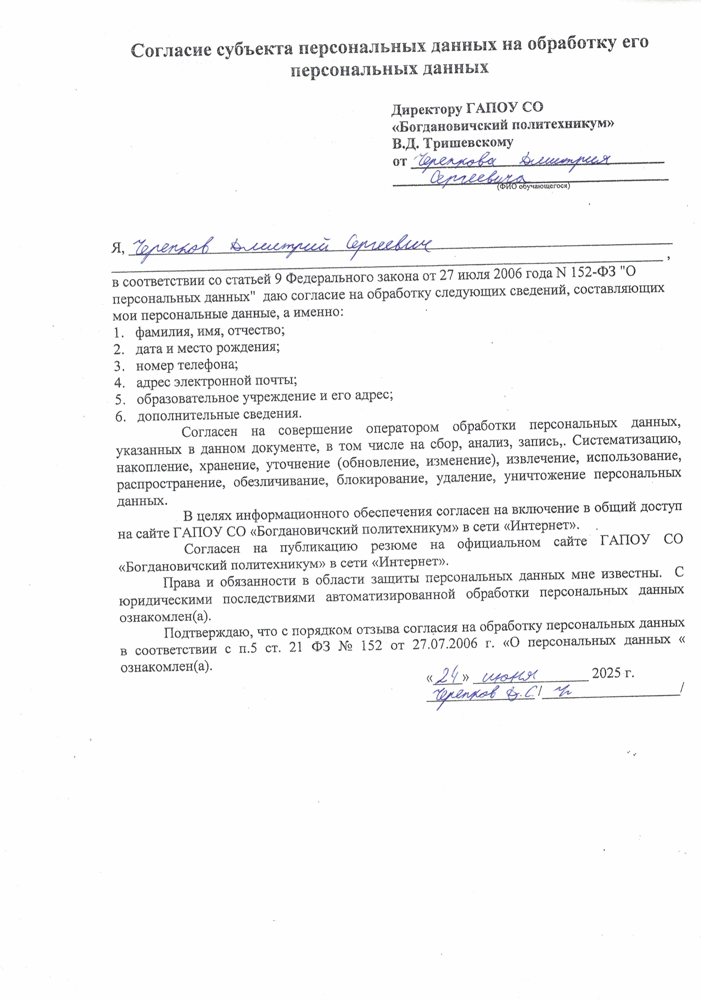 Согласие субъекта персональных данных на обработку его
персональных данных
Директору ГАПОУ СО
«Богдановичский политехникум»
В.Д. Тришевскому
от Черепкова Дмитрия
Сергеевича
(ФИО обучающегося)
Я, Черепков Дмитрий Сергеевич
,
в соответствии со статьей 9 Федерального закона от 27 июля 2006 года N 152-ФЗ "О
персональных данных" даю согласие на обработку следующих сведений, составляющих
мои персональные данные, а именно:
1. фамилия, имя, отчество;
2. дата и место рождения;
3. номер телефона;
4. адрес электронной почты;
5. образовательное учреждение и его адрес;
6. дополнительные сведения.
Согласен на совершение оператором обработки персональных данных,
указанных в данном документе, в том числе на сбор, анализ, запись,. Систематизацию,
накопление, хранение, уточнение (обновление, изменение), извлечение, использование,
распространение, обезличивание, блокирование, удаление, уничтожение персональных
данных.
В целях информационного обеспечения согласен на включение в общий доступ
на сайте ГАПОУ СО «Богдановичский политехникум» в сети «Интернет».
Согласен на публикацию резюме на официальном сайте ГАПОУ СО
«Богдановичский политехникум» в сети «Интернет».
Права и обязанности в области защиты персональных данных мне известны. С
юридическими последствиями автоматизированной обработки персональных данных
ознакомлен(а).
Подтверждаю, что с порядком отзыва согласия на обработку персональных данных
в соответствии с п.5 ст. 21 ФЗ № 152 от 27.07.2006 г. «О персональных данных «
ознакомлен(а).
«24» июня 2025 г.
Черепков Д.С. / /